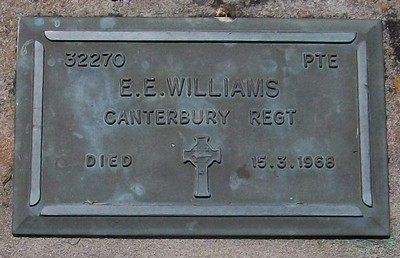 32270 PTE
E.E.WILLIAMS
CANTERBURY REGT
DIED 15.3.1968